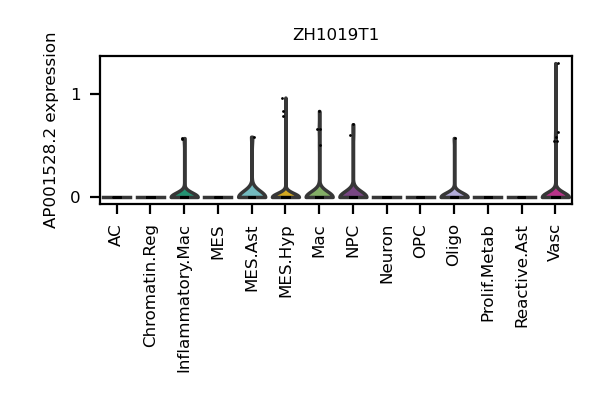 ZH1019T1
AP001528.2 expression
1
0
AC
Chromatin.Reg
Inflammatory.Mac
MES
MES.Ast
MES.Hyp
Mac
NPC
Neuron
OPC
Oligo
Prolif.Metab
Reactive.Ast
Vasc